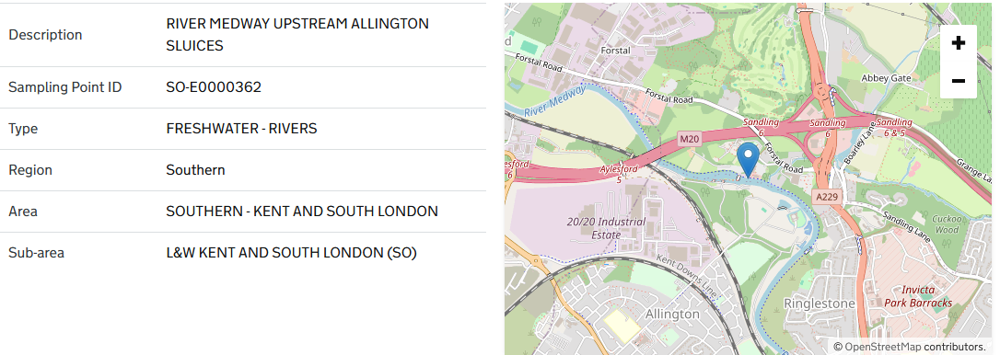 Description
RIVER MEDWAY UPSTREAM ALLINGTON
SLUICES
Sampling Point ID
SO-E0000362
Type
FRESHWATER - RIVERS
Region
Southern
Area
SOUTHERN - KENT AND SOUTH LONDON
Sub-area
L&W KENT AND SOUTH LONDON (SO)
+
−
d
Forstal
Forstal Road
River Medway
Forstal Road
Abbey Gate
Sandling
6
Sandling
6
Sandling
6 & 5
M20
Forstal Road
Boarley Lane
Grange La
esford
6
Aylesford
5
A229
20/20 Industrial
Estate
Sandling Lane
Cuckoo
Wood
Kent Downs Line
Invicta
Park Barracks
Ringlestone
Allington
© OpenStreetMap contributors.